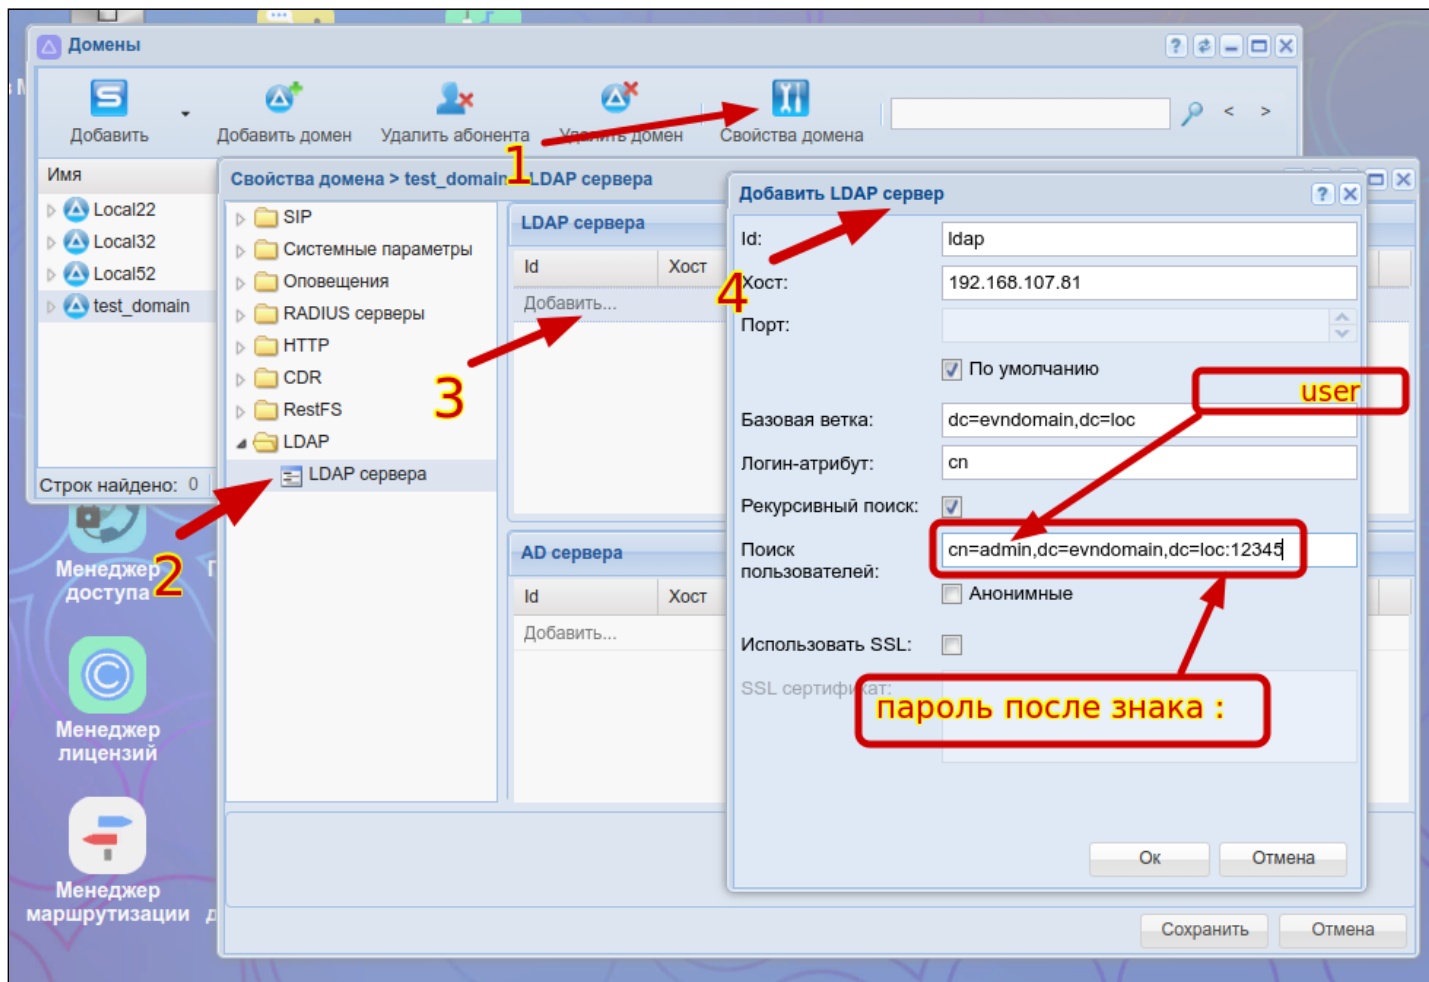 Домены
Добавить
Добавить домен
Удалить абонента
Удалить домен
Свойства домена
<
>
1
Имя
Local22
Local32
Local52
test_domain
Строк найдено: 0
Свойства домена > test_domain
LDAP сервера
SIP
Системные параметры
Оповещения
RADIUS серверы
HTTP
CDR
RestFS
LDAP
LDAP сервера
2
LDAP сервера
Id
Хост
Добавить...
3
AD сервера
Id
Хост
Добавить...
Добавить LDAP сервер
4
Id:
ldap
Хост:
192.168.107.81
Порт:
По умолчанию
user
Базовая ветка:
dc=evndomain,dc=loc
Логин-атрибут:
cn
Рекурсивный поиск:
Поиск
пользователей:
cn=admin,dc=evndomain,dc=loc:12345
Анонимные
Использовать SSL:
SSL сертификат:
пароль после знака :
Ок
Отмена
Сохранить
Отмена
Менеджер
доступа
Менеджер
лицензий
Менеджер
маршрутизации